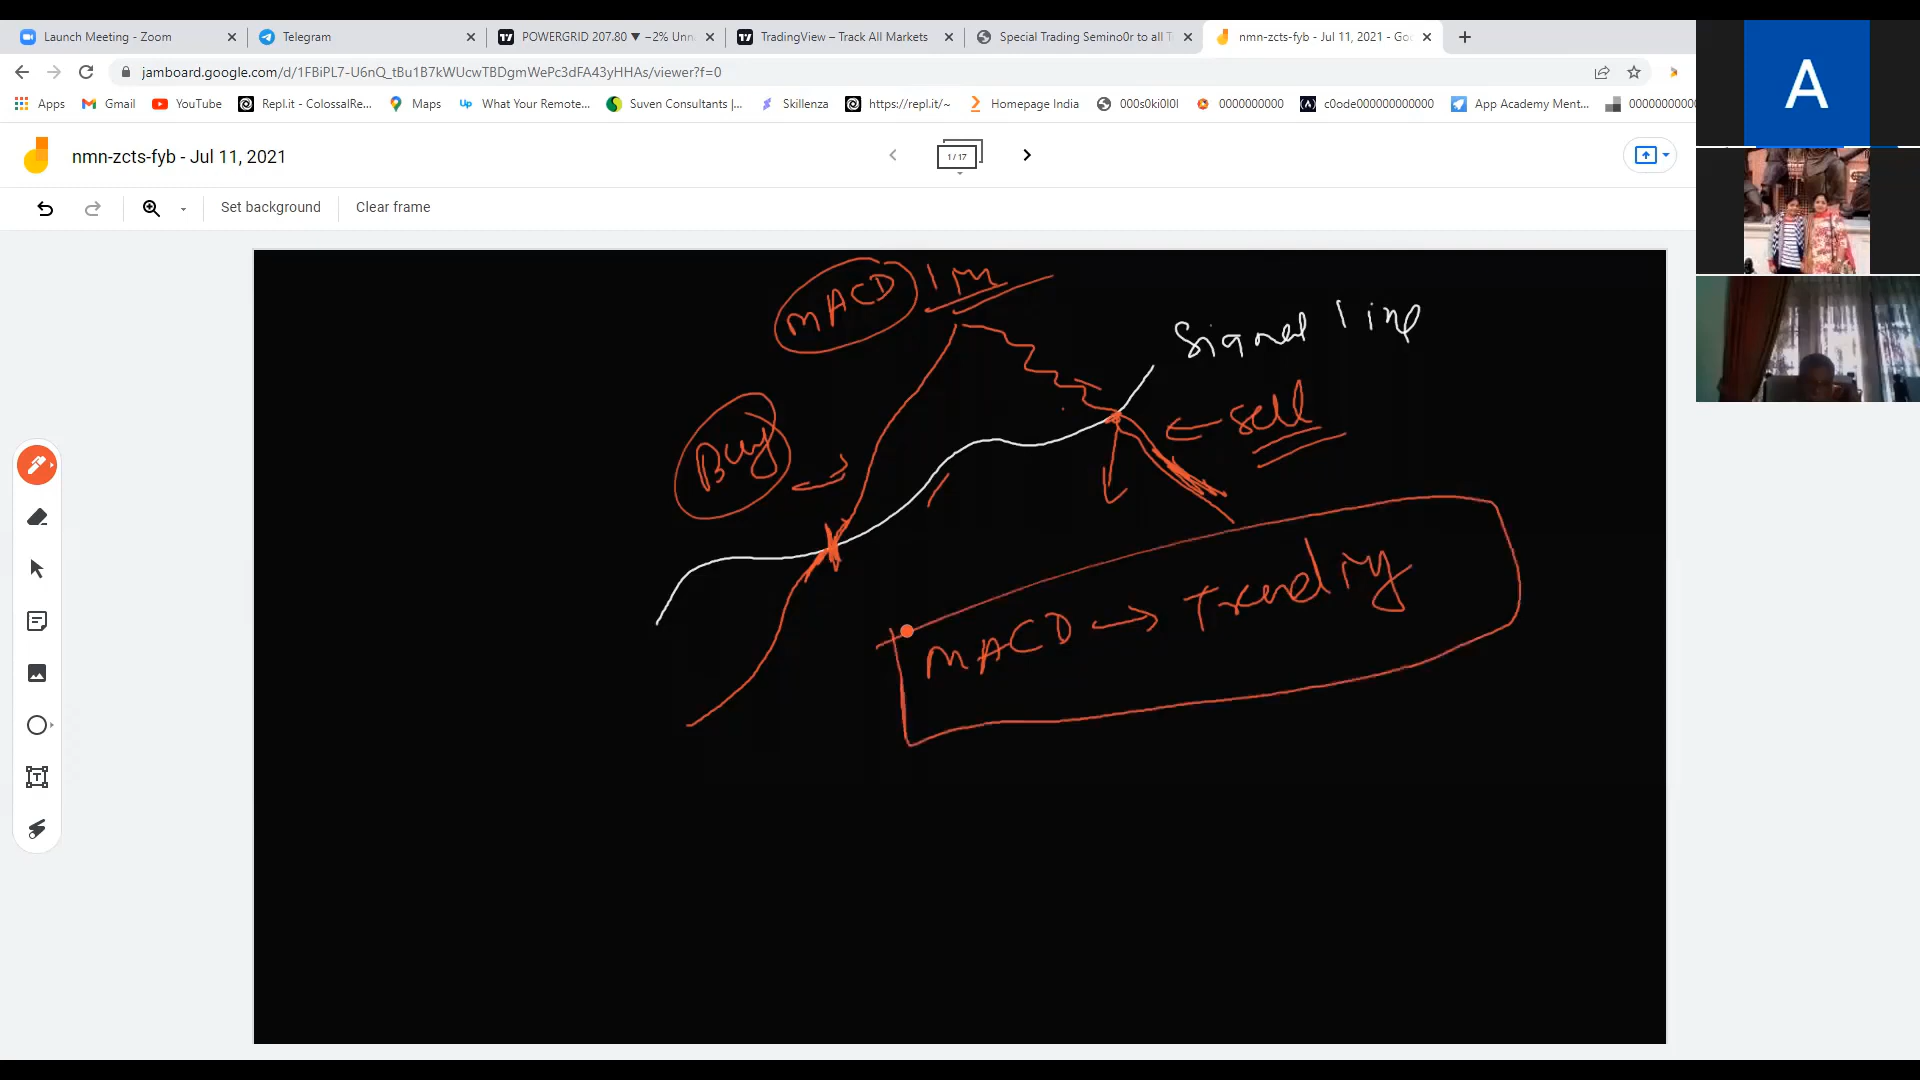 Launch Meeting - Zoom
Telegram
POWERGRID 207.80 ▼ −2% Unn
TradingView – Track All Markets
Special Trading Semino0r to all T
nmn-zcts-fyb - Jul 11, 2021 - Goo
jamboard.google.com/d/1FBiPL7-U6nQ_tBu1B7kWUcwTBDgmWePc3dFA43yHHAs/viewer?f=0
Apps
Gmail
YouTube
Repl.it - ColossalRe...
Maps
Up
What Your Remote...
Suven Consultants |...
Skillenza
https://repl.it/~
Homepage India
000s0ki0l0l
0000000000
c0ode000000000000
App Academy Ment...
0000000000
A
nmn-zcts-fyb - Jul 11, 2021
1 / 17
Set background
Clear frame
MACD
Signal line
Buy
← Sell
MACD → Trending